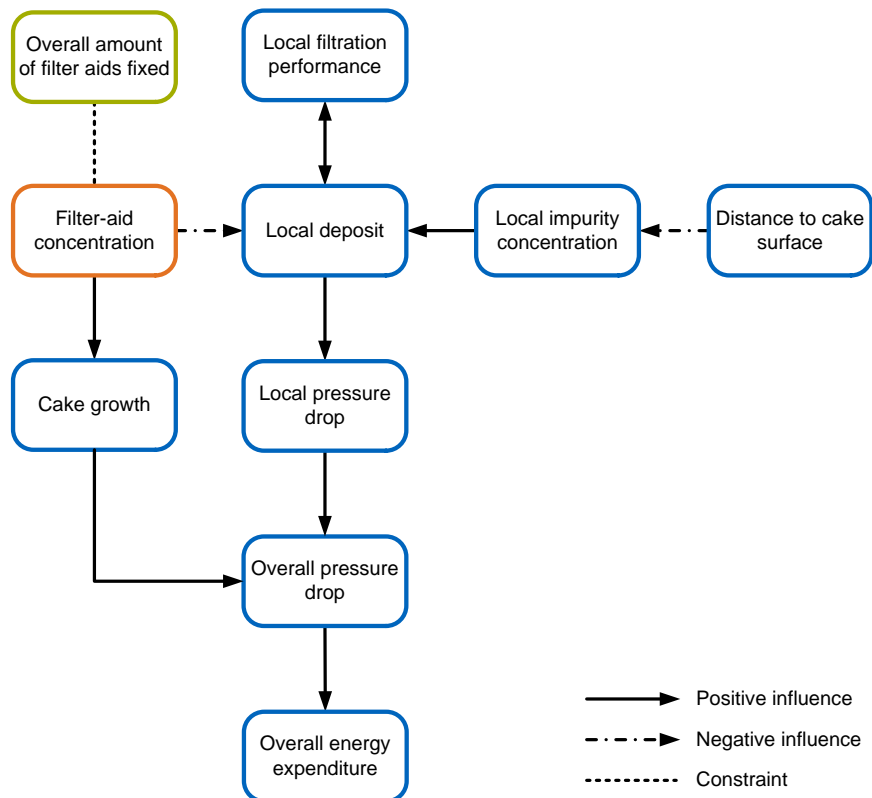 Overall amount
of filter aids fixed
Local filtration
performance
Filter-aid
concentration
Local deposit
Local impurity
concentration
Distance to cake
surface
Cake growth
Local pressure
drop
Overall pressure
drop
Overall energy
expenditure
Positive influence
Negative influence
Constraint